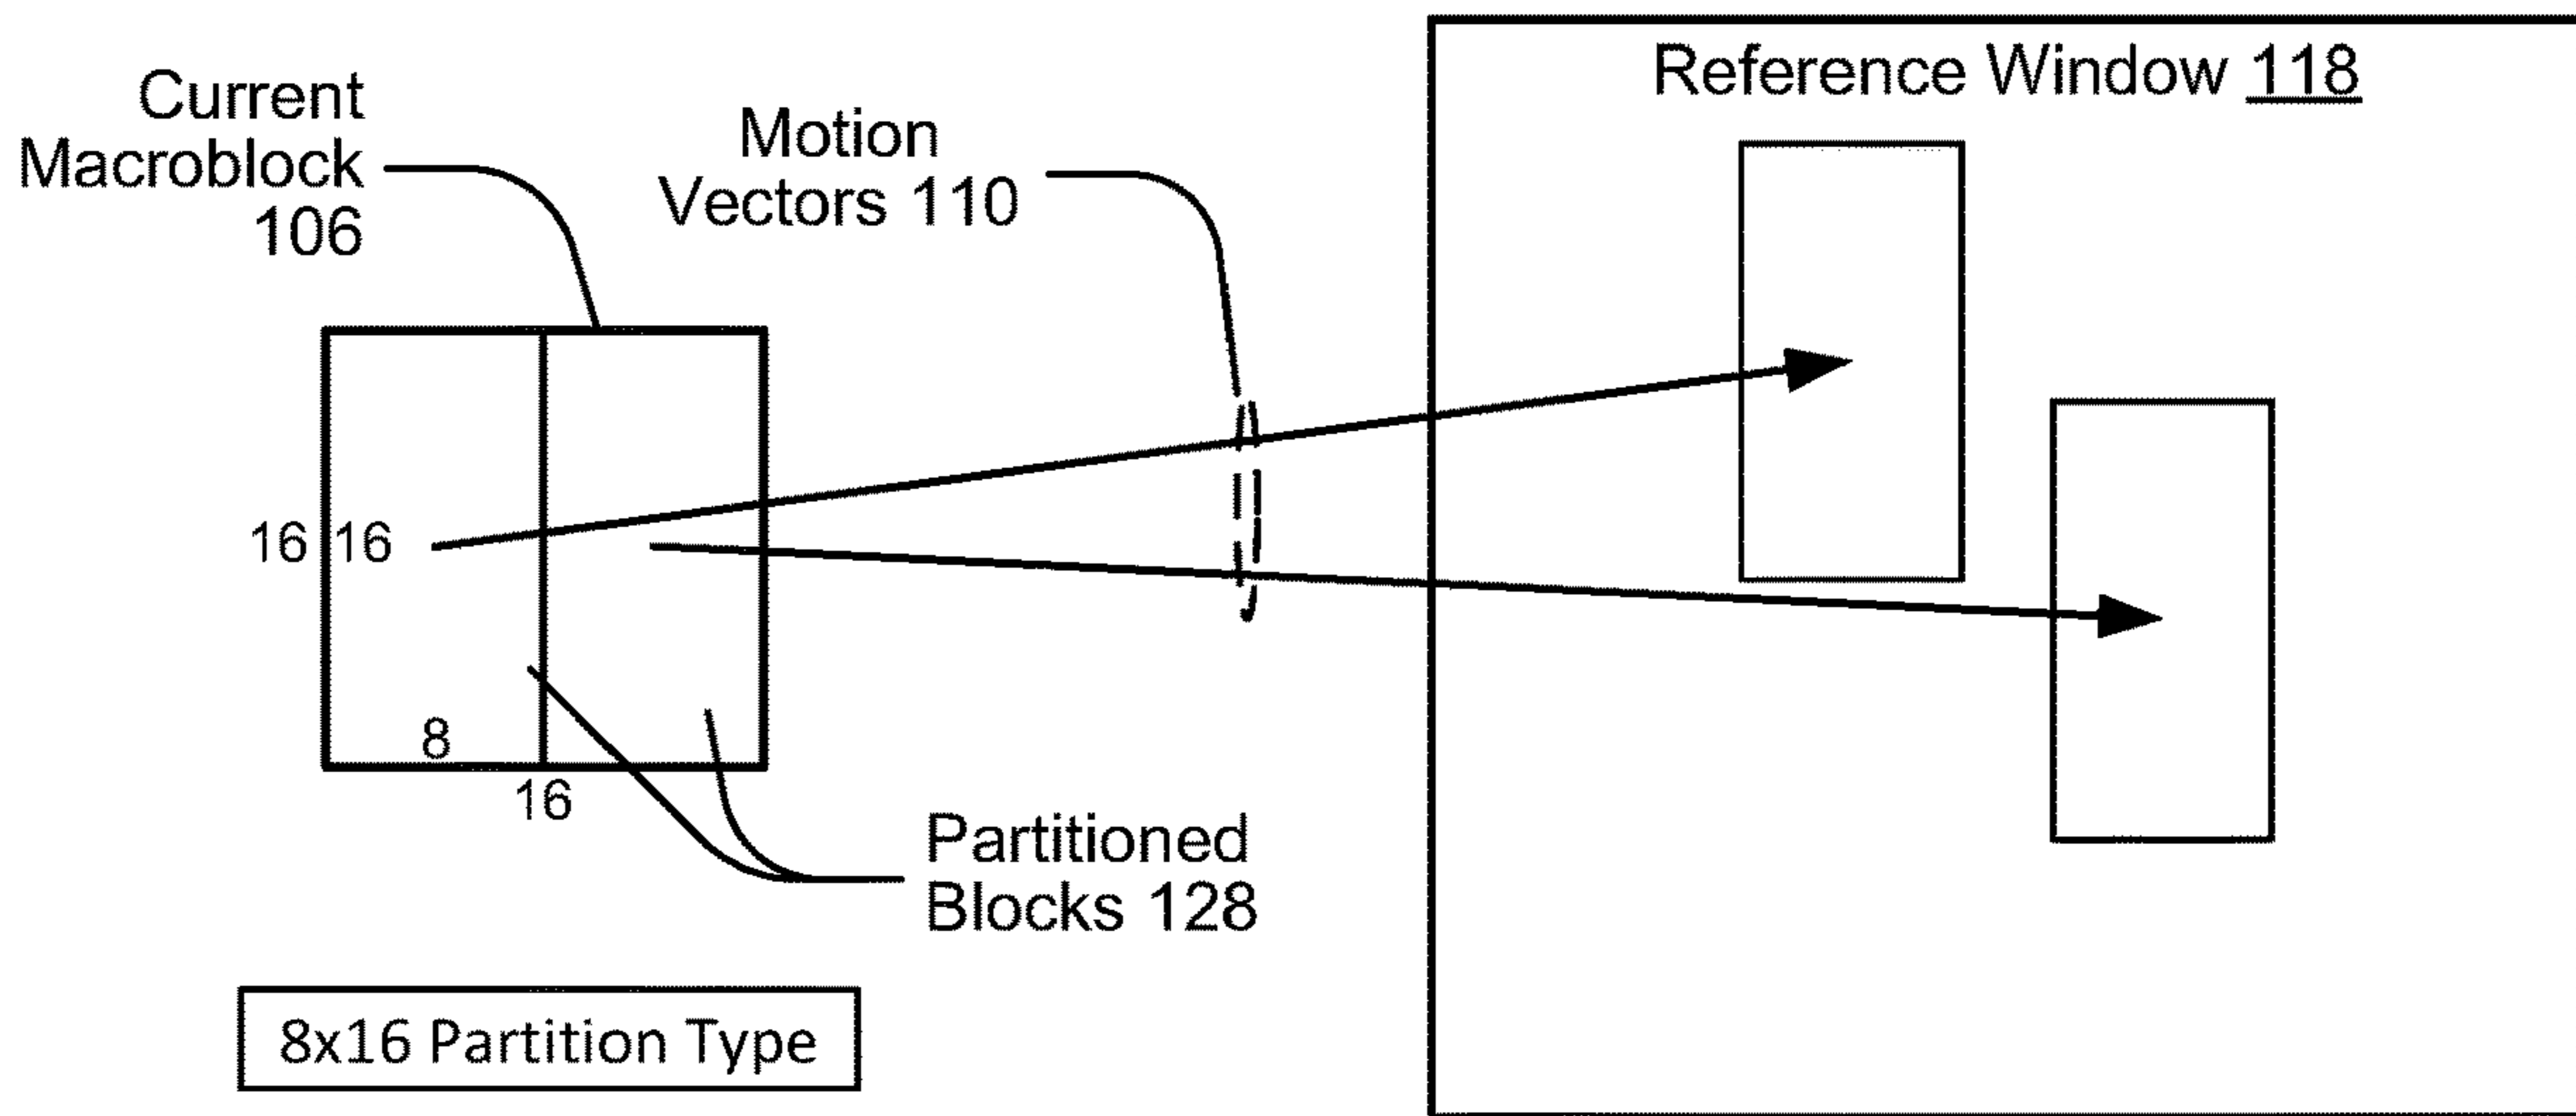 Reference Window 118
Current
Macroblock
106
Motion
Vectors 110
16
16
8
16
Partitioned
Blocks 128
8x16 Partition Type